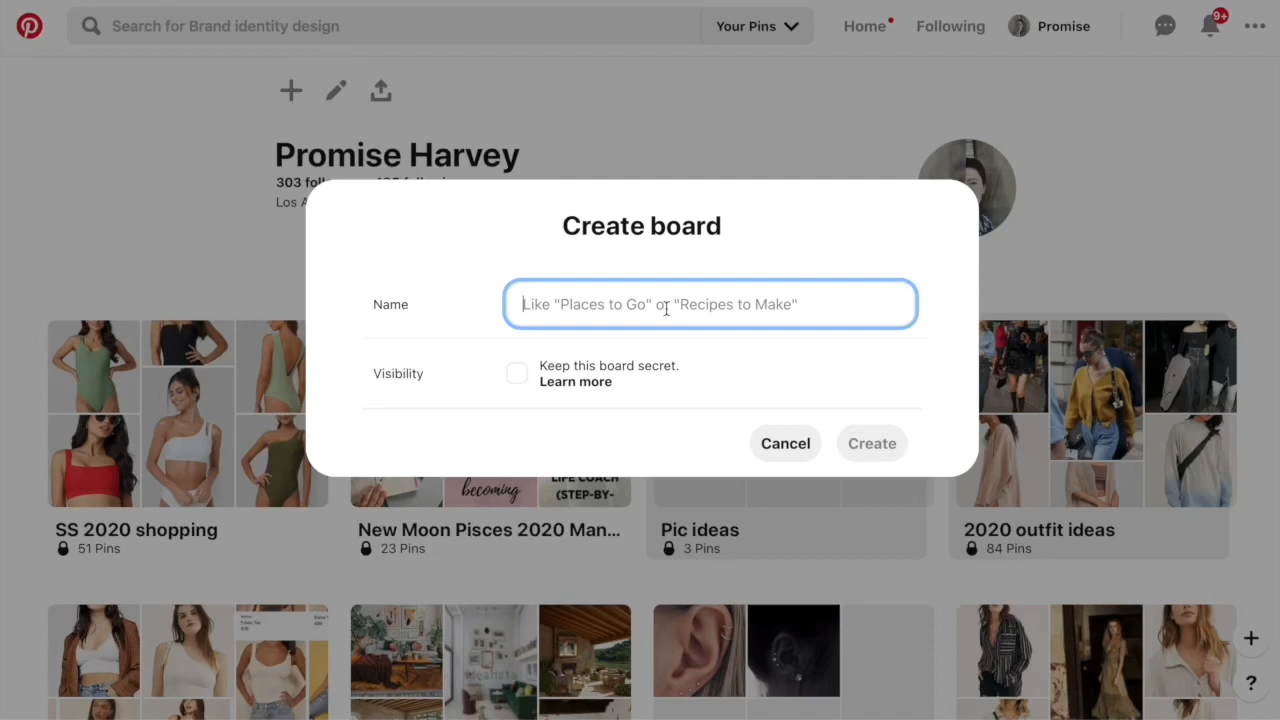 Search for Brand identity design
Your Pins
Home
Following
Promise
9+
Promise Harvey
303
Los
Create board
Name
Like "Places to Go" or "Recipes to Make"
Visibility
Keep this board secret.
Learn more
Cancel
Create
becoming
LIFE COACH
(STEP-BY-
SS 2020 shopping
51 Pins
New Moon Pisces 2020 Man...
23 Pins
Pic ideas
3 Pins
2020 outfit ideas
84 Pins
?